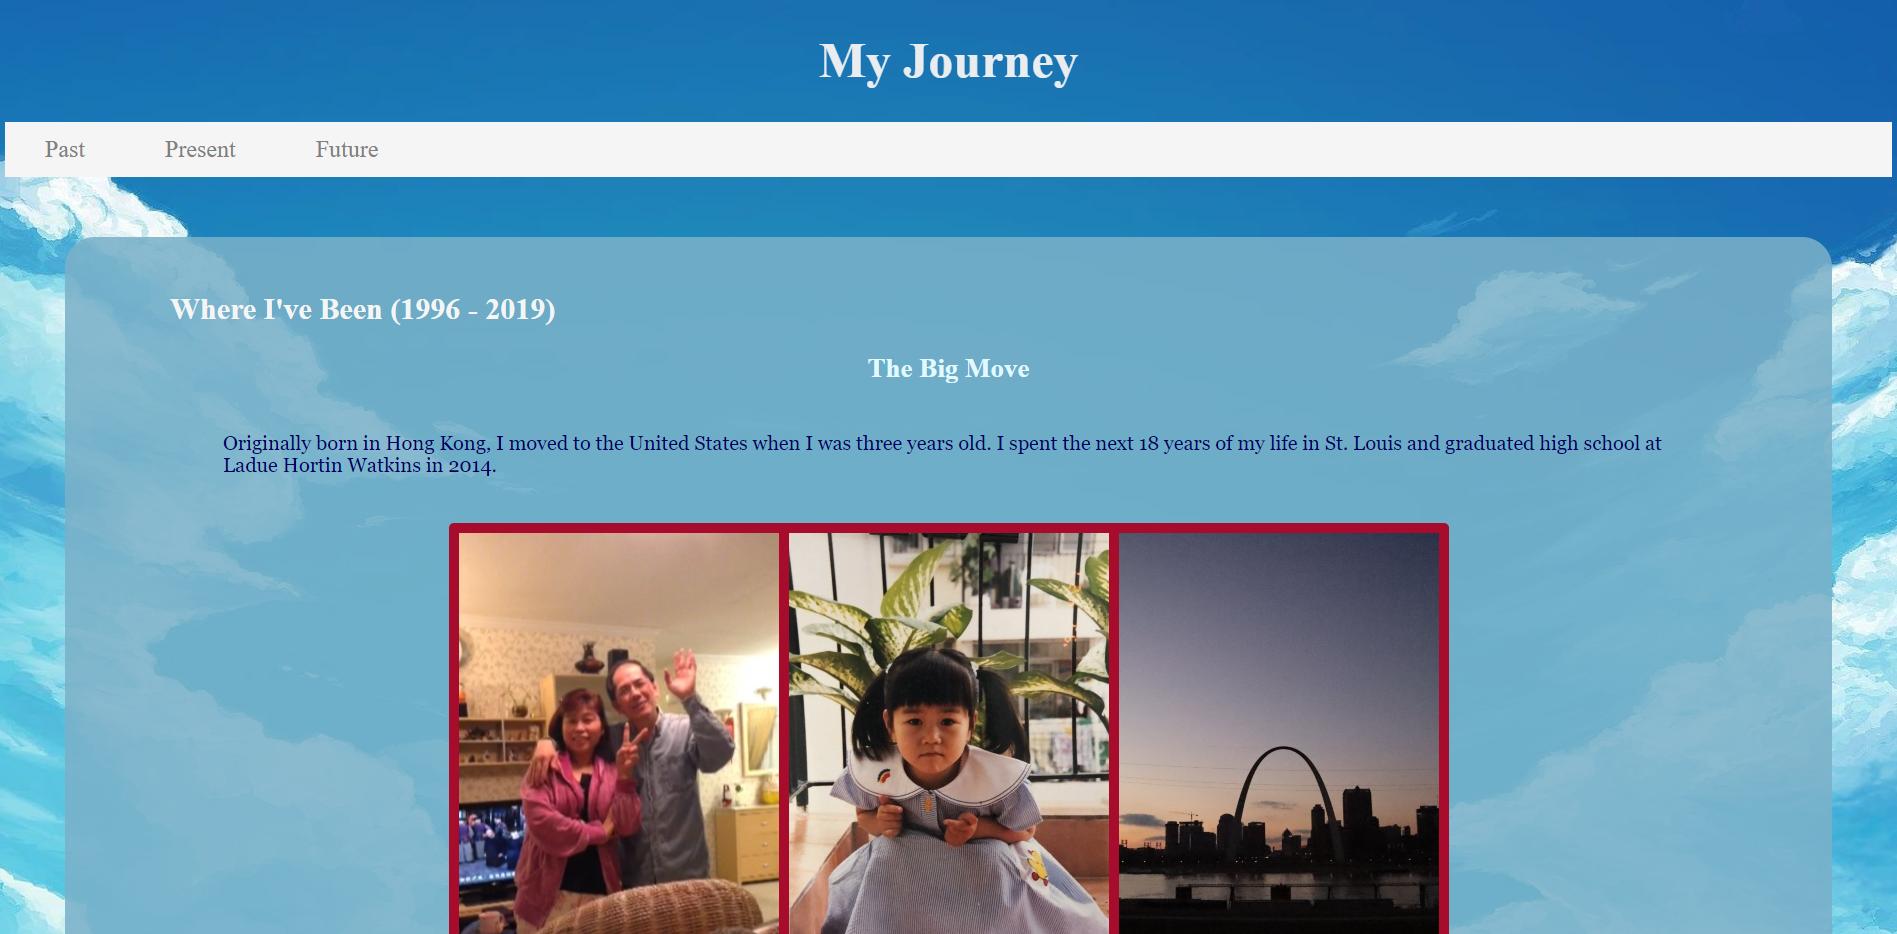 My Journey
Past
Present
Future
Where I've Been (1996 - 2019)
The Big Move
Originally born in Hong Kong, I moved to the United States when I was three years old. I spent the next 18 years of my life in St. Louis and graduated high school at
Ladue Hortin Watkins in 2014.